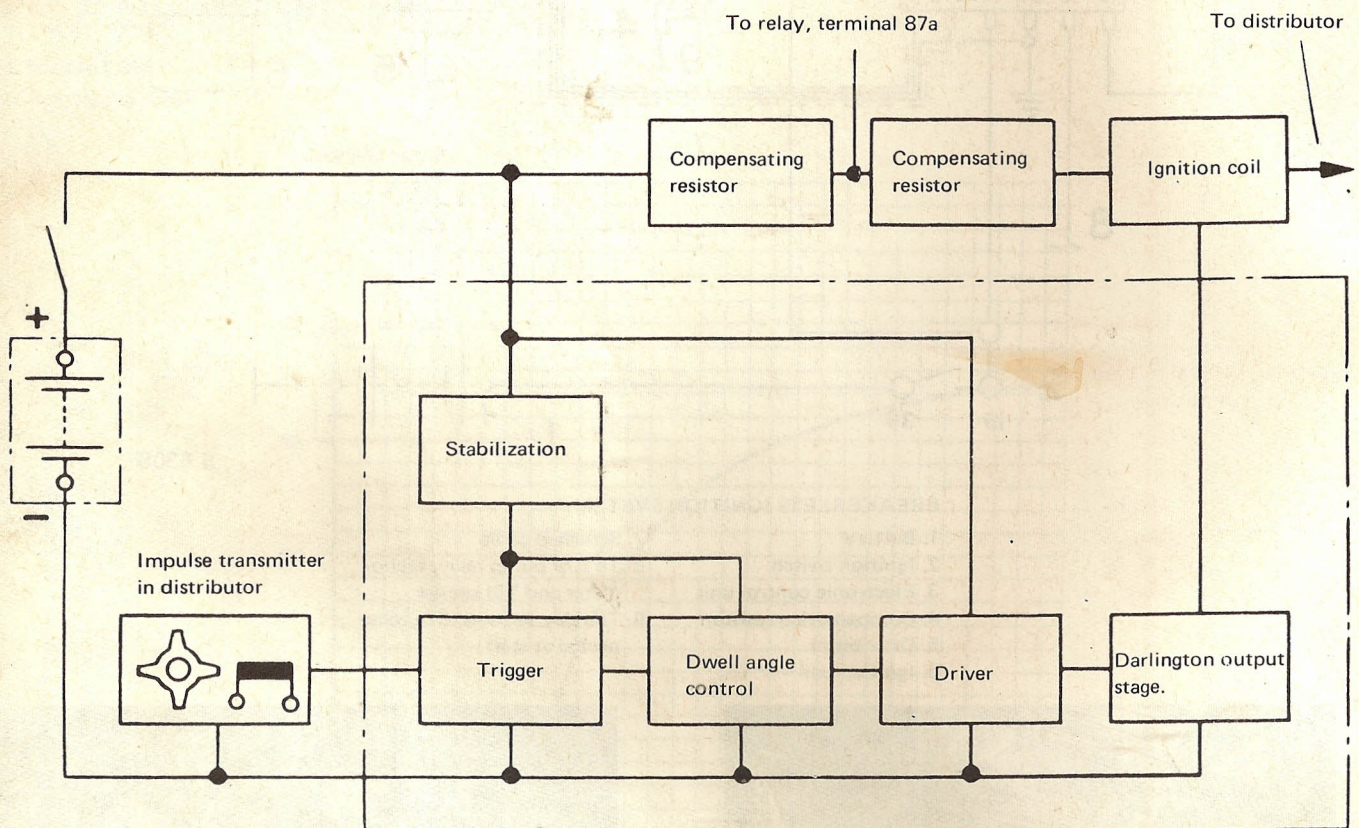 To relay, terminal 87a
To distributor
Compensating
resistor
Compensating
resistor
Ignition coil
+
Stabilization
−
Impulse transmitter
in distributor
Trigger
Dwell angle
control
Driver
Darlington output
stage.